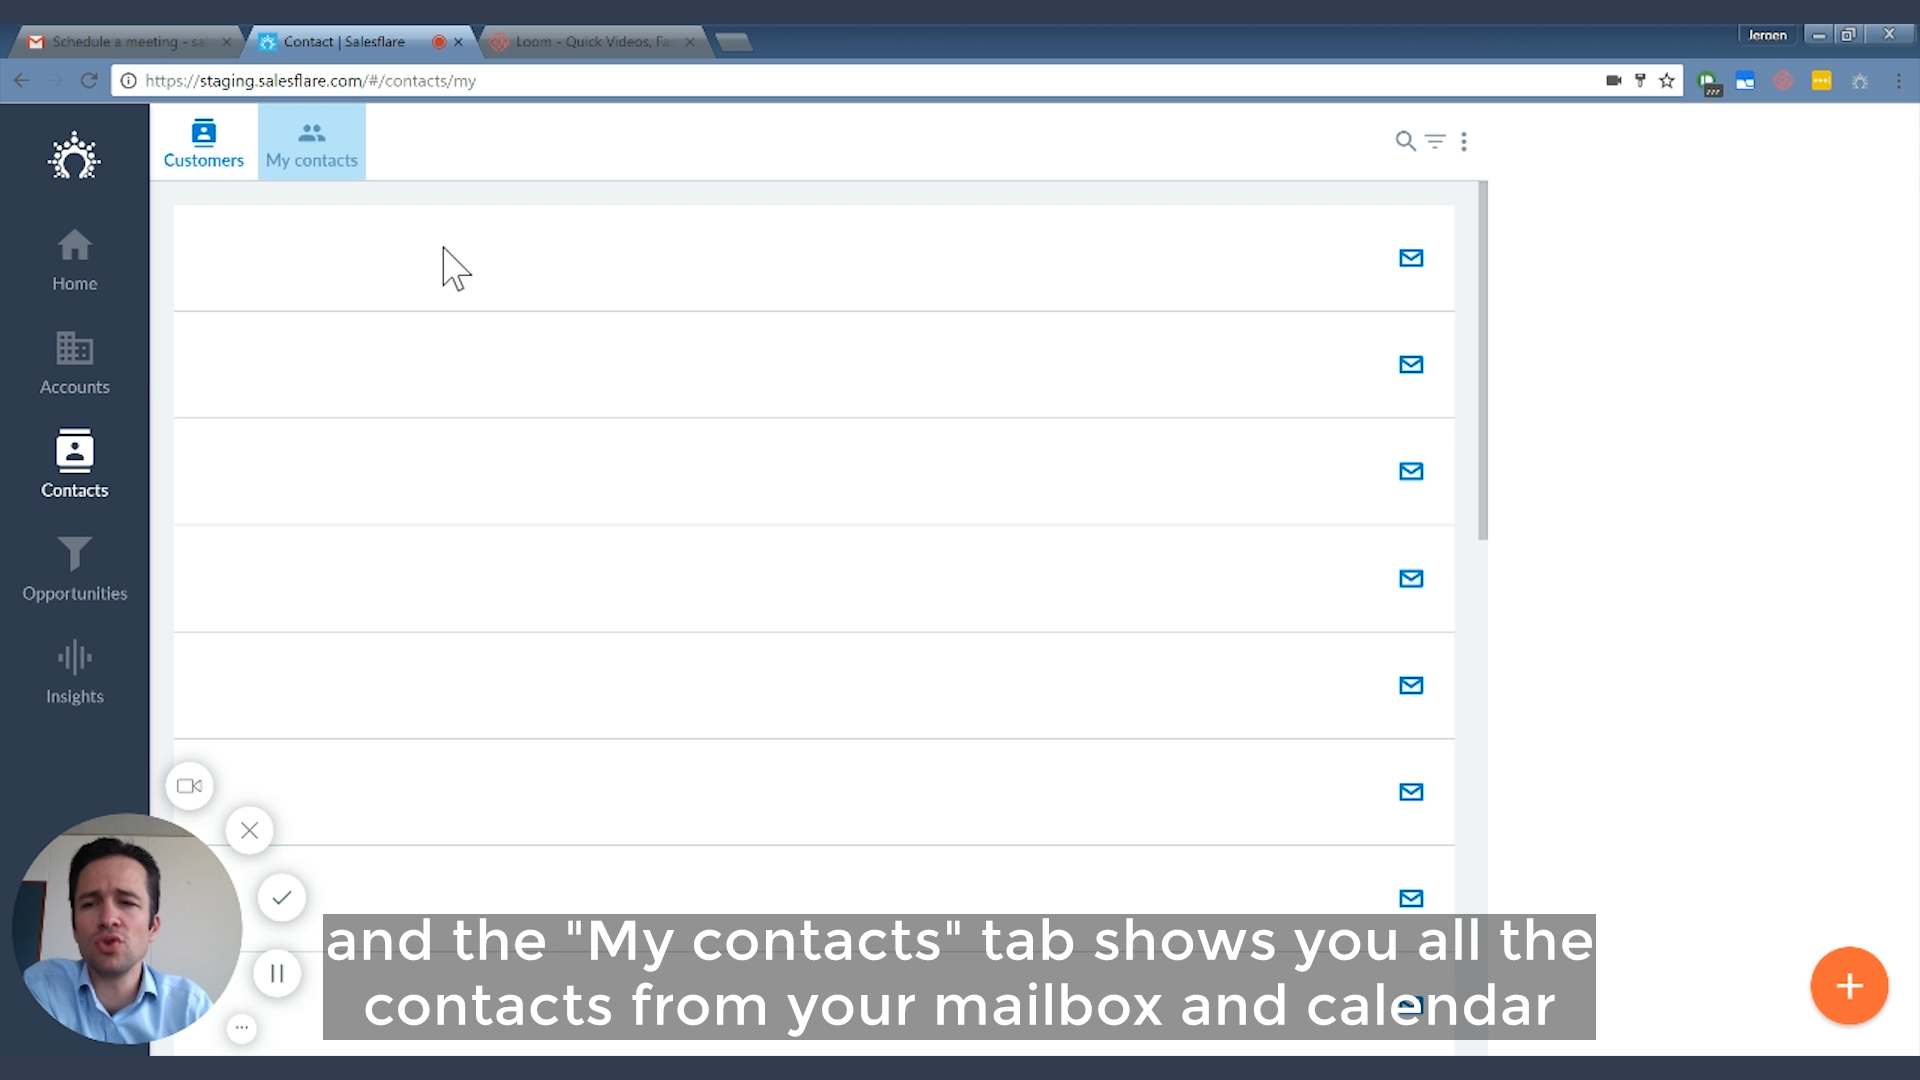 Schedule a meeting - sa
Contact | Salesflare
Loom - Quick Videos, Fa
Jeroen
https://staging.salesflare.com/#/contacts/my
Customers
My contacts
Home
Accounts
Contacts
Opportunities
Insights
and the "My contacts" tab shows you all the
contacts from your mailbox and calendar